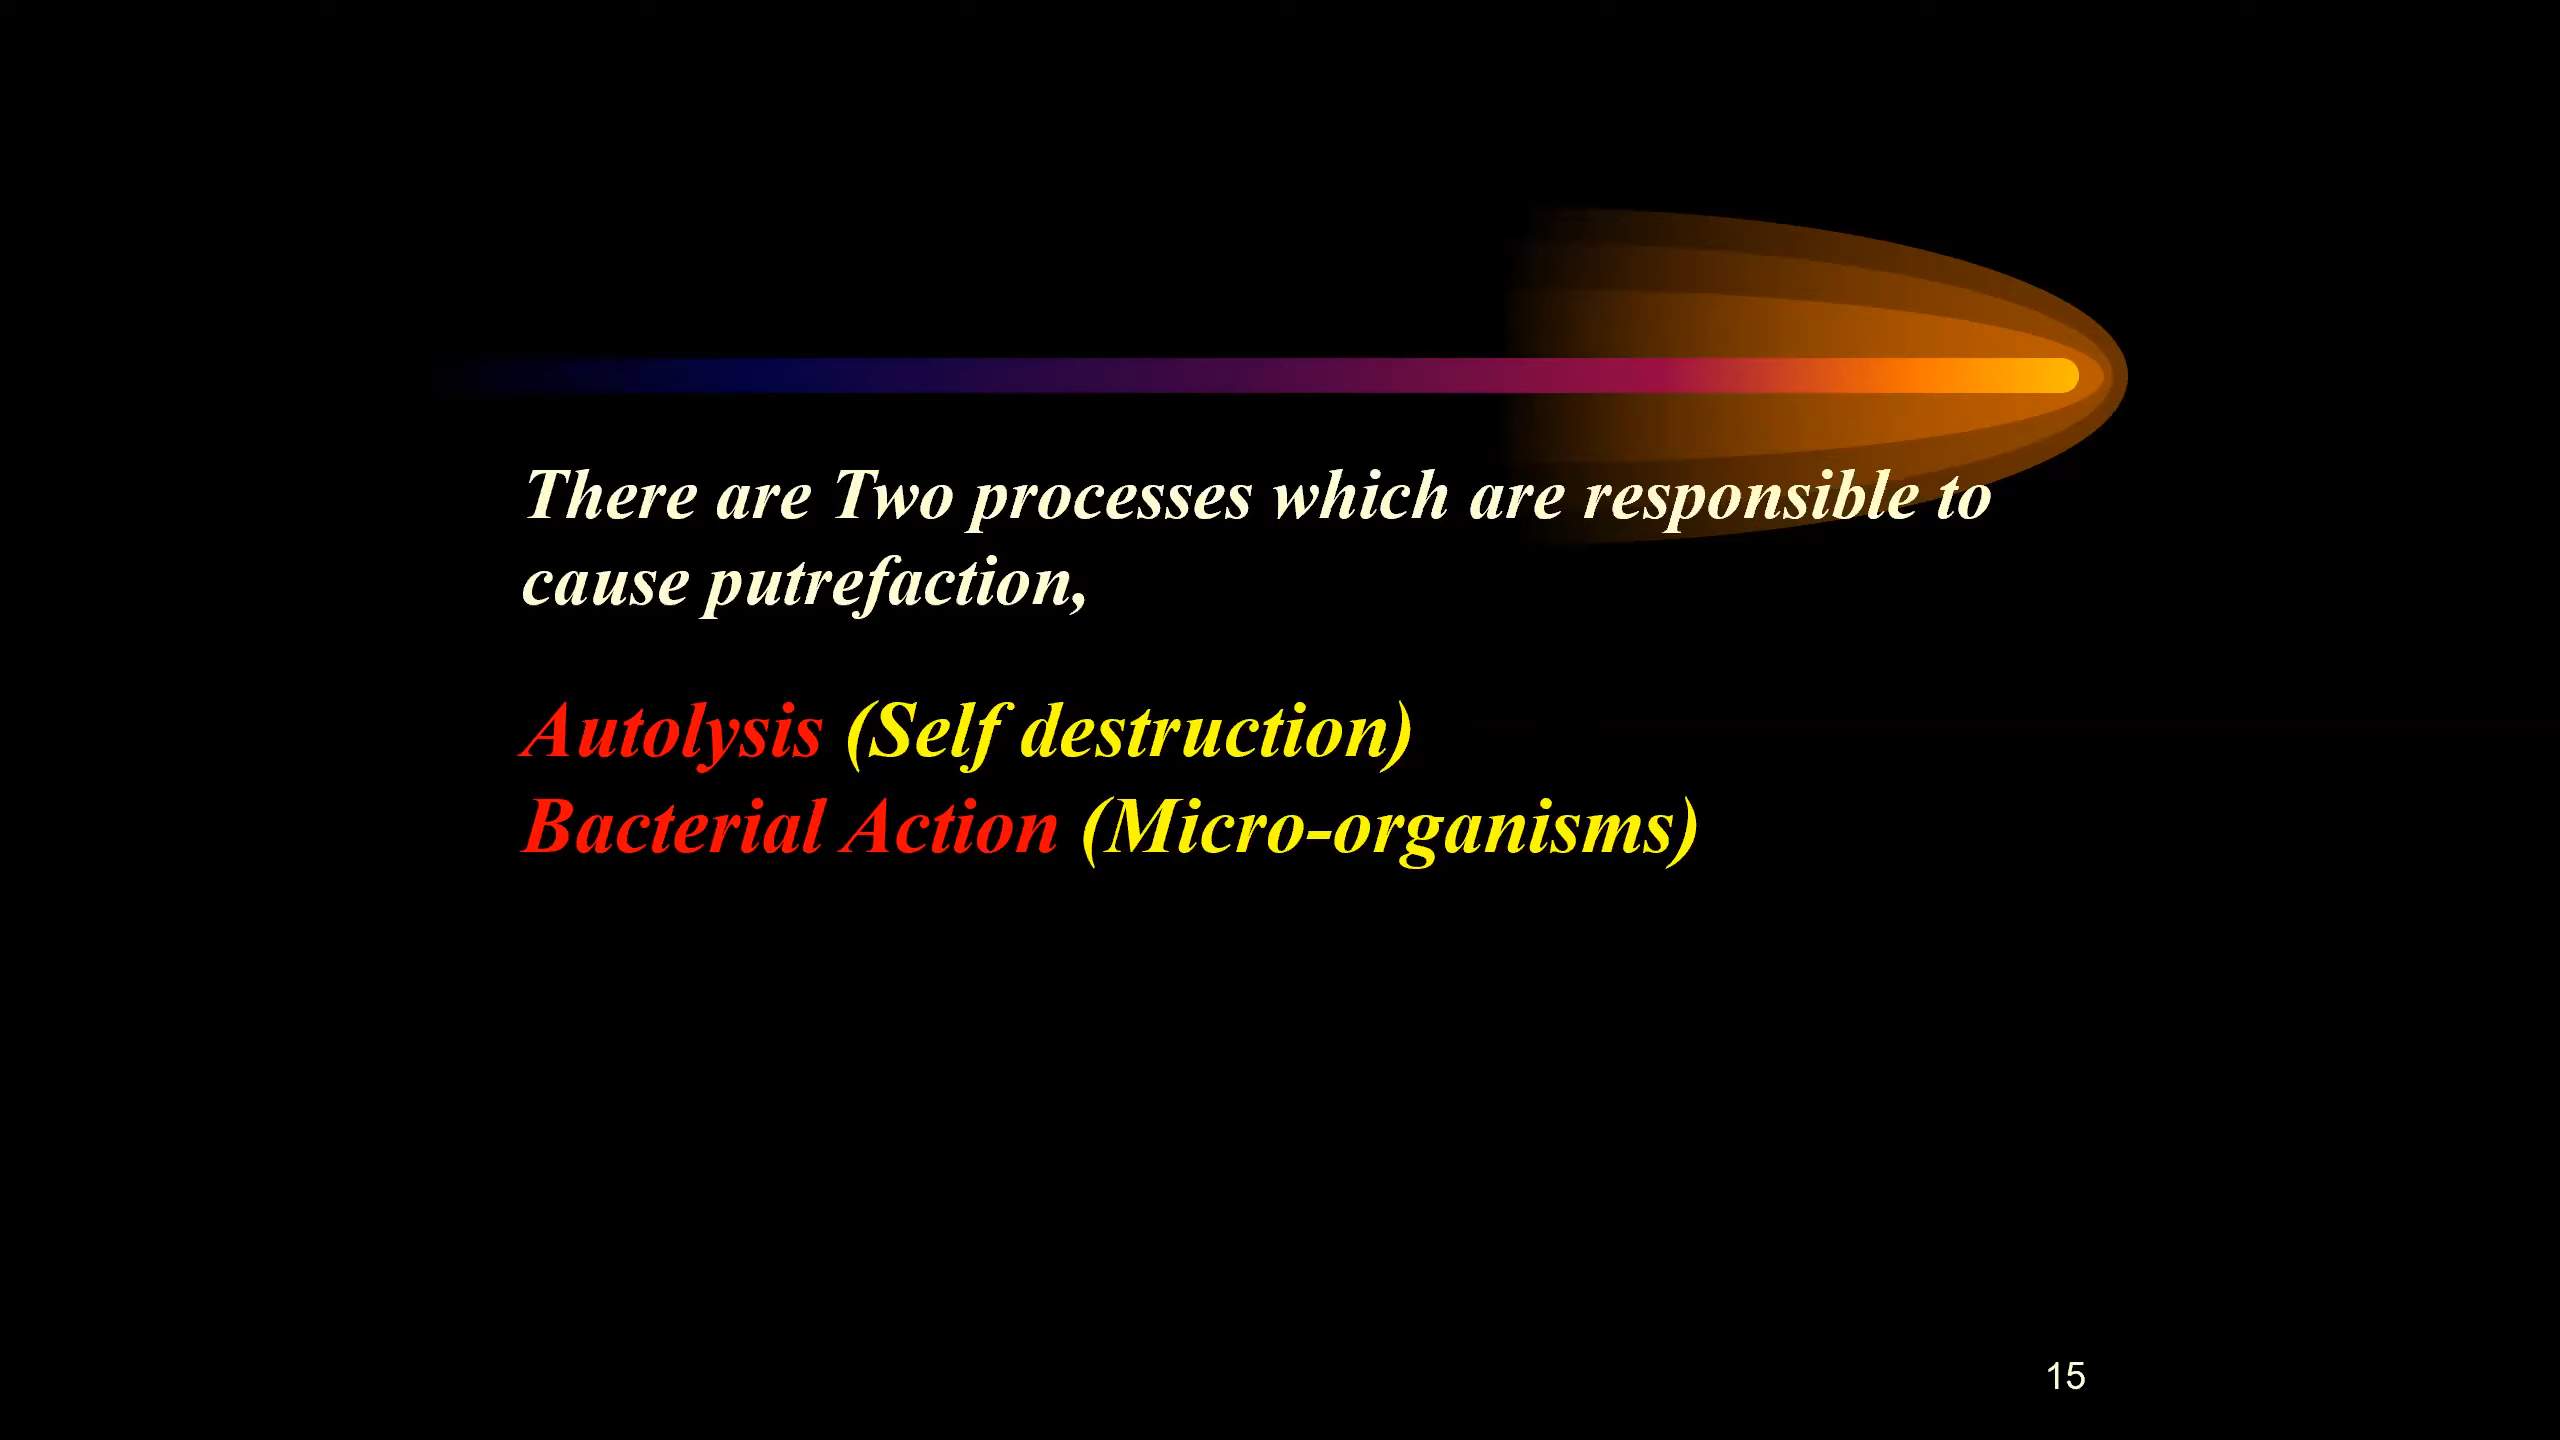 There are Two processes which are responsible to
cause putrefaction,
Autolysis (Self destruction)
Bacterial Action (Micro-organisms)
15